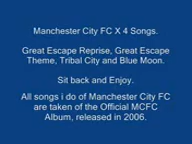 Manchester City FC X 4 Songs.
Great Escape Reprise, Great Escape
Theme, Tribal City and Blue Moon.
Sit back and Enjoy.
All songs i do of Manchester City FC
are taken of the Official MCFC
Album, released in 2006.